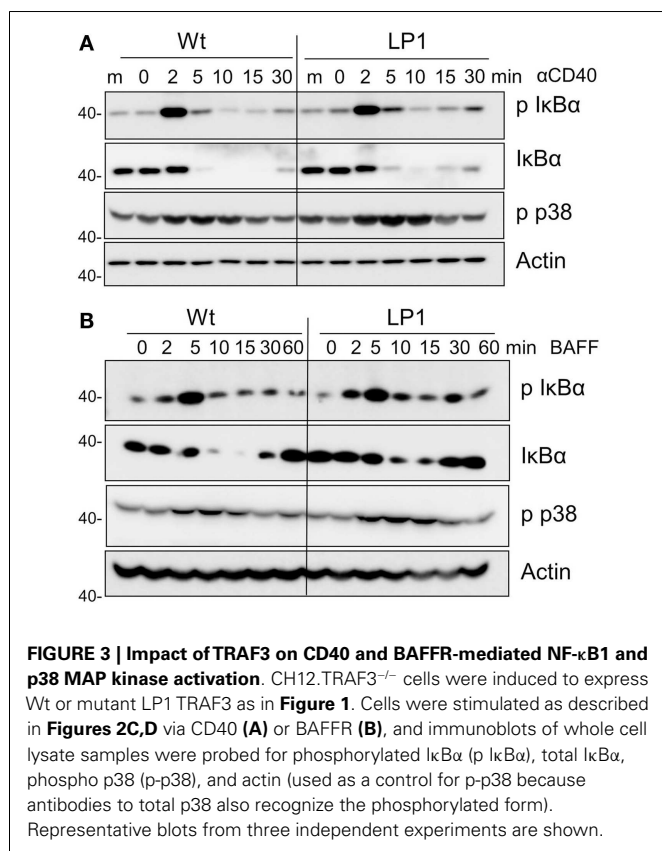 A
Wt LP1
m 0 2 5 10 15 30 m 0 2 5 10 15 30 min αCD40
40- p IκBα
40- IκBα
p p38
40-
Actin
40-
B
Wt LP1
0 2 5 10 15 30 60 0 2 5 10 15 30 60 min BAFF
40- p IκBα
40- IκBα
40- p p38
Actin
40-
FIGURE 3 | Impact of TRAF3 on CD40 and BAFFR-mediated NF-κB1 and
p38 MAP kinase activation. CH12.TRAF3−/− cells were induced to express
Wt or mutant LP1 TRAF3 as in Figure 1. Cells were stimulated as described
in Figures 2C,D via CD40 (A) or BAFFR (B), and immunoblots of whole cell
lysate samples were probed for phosphorylated IκBα (p IκBα), total IκBα,
phospho p38 (p-p38), and actin (used as a control for p-p38 because
antibodies to total p38 also recognize the phosphorylated form).
Representative blots from three independent experiments are shown.